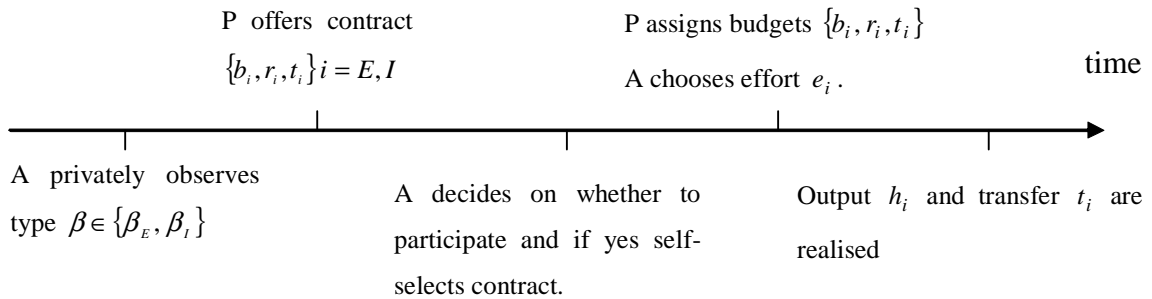 P offers contract
{b_i, r_i, t_i} i = E, I
P assigns budgets {b_i, r_i, t_i}
A chooses effort e_i .
time
A privately observes
type β ∈ {β_E, β_I}
A decides on whether to
participate and if yes self-
selects contract.
Output h_i and transfer t_i are
realised